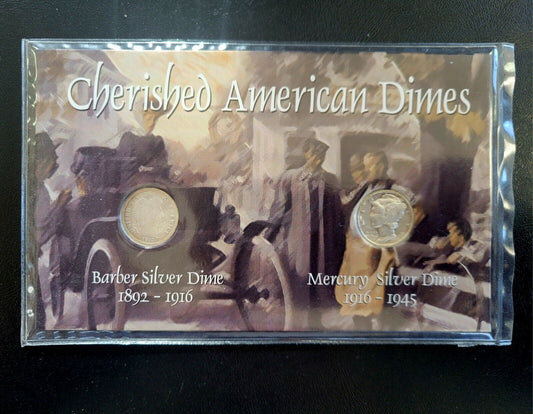 Cherished American Dimes
Barber Silver Dime
1892 - 1916
Mercury Silver Dime
1916 - 1945